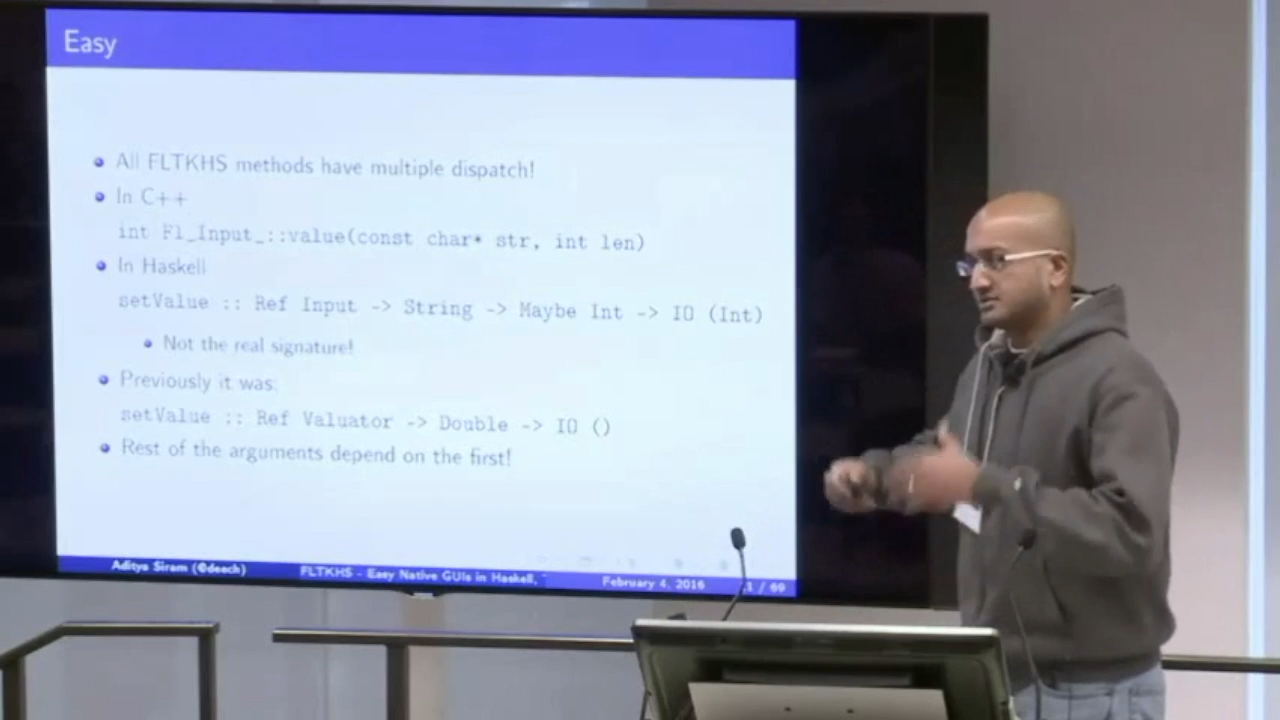 Easy
All FLTKHS methods have multiple dispatch!
In C++
int Fl_Input_::value(const char* str, int len)
In Haskell
setValue :: Ref Input -> String -> Maybe Int -> IO (Int)
Not the real signature!
Previously it was:
setValue :: Ref Valuator -> Double -> IO ()
Rest of the arguments depend on the first!
Aditya Siram (@deech) FLTKHS - Easy Native GUIs in Haskell, February 4, 2016 / 69